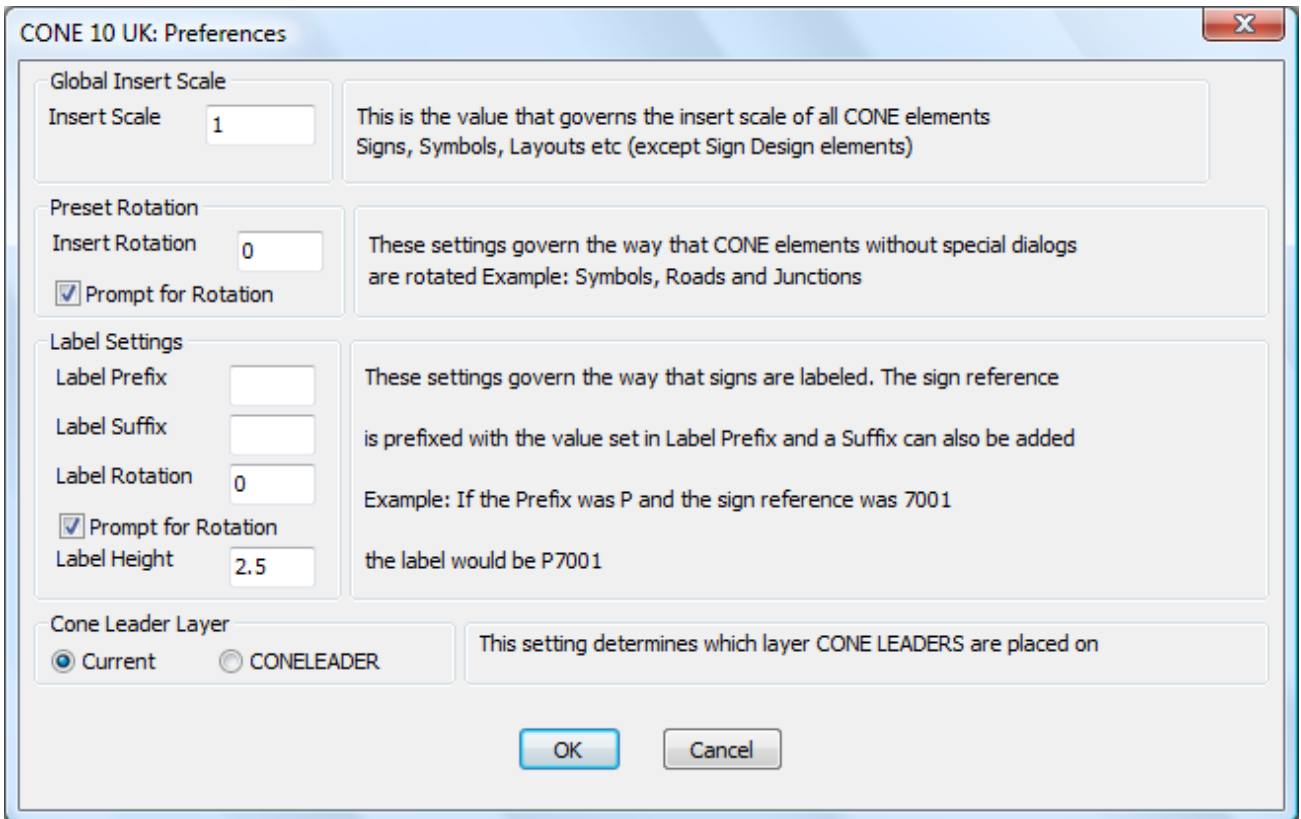 CONE 10 UK: Preferences
Global Insert Scale
Insert Scale 1
This is the value that governs the insert scale of all CONE elements
Signs, Symbols, Layouts etc (except Sign Design elements)
Preset Rotation
Insert Rotation 0
Prompt for Rotation
These settings govern the way that CONE elements without special dialogs
are rotated Example: Symbols, Roads and Junctions
Label Settings
Label Prefix
Label Suffix
Label Rotation 0
Prompt for Rotation
Label Height 2.5
These settings govern the way that signs are labeled. The sign reference
is prefixed with the value set in Label Prefix and a Suffix can also be added
Example: If the Prefix was P and the sign reference was 7001
the label would be P7001
Cone Leader Layer
Current CONELEADER
This setting determines which layer CONE LEADERS are placed on
OK Cancel